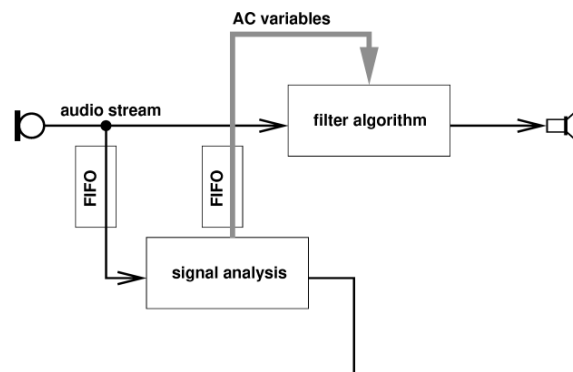 AC variables
audio stream
filter algorithm
FIFO
FIFO
signal analysis